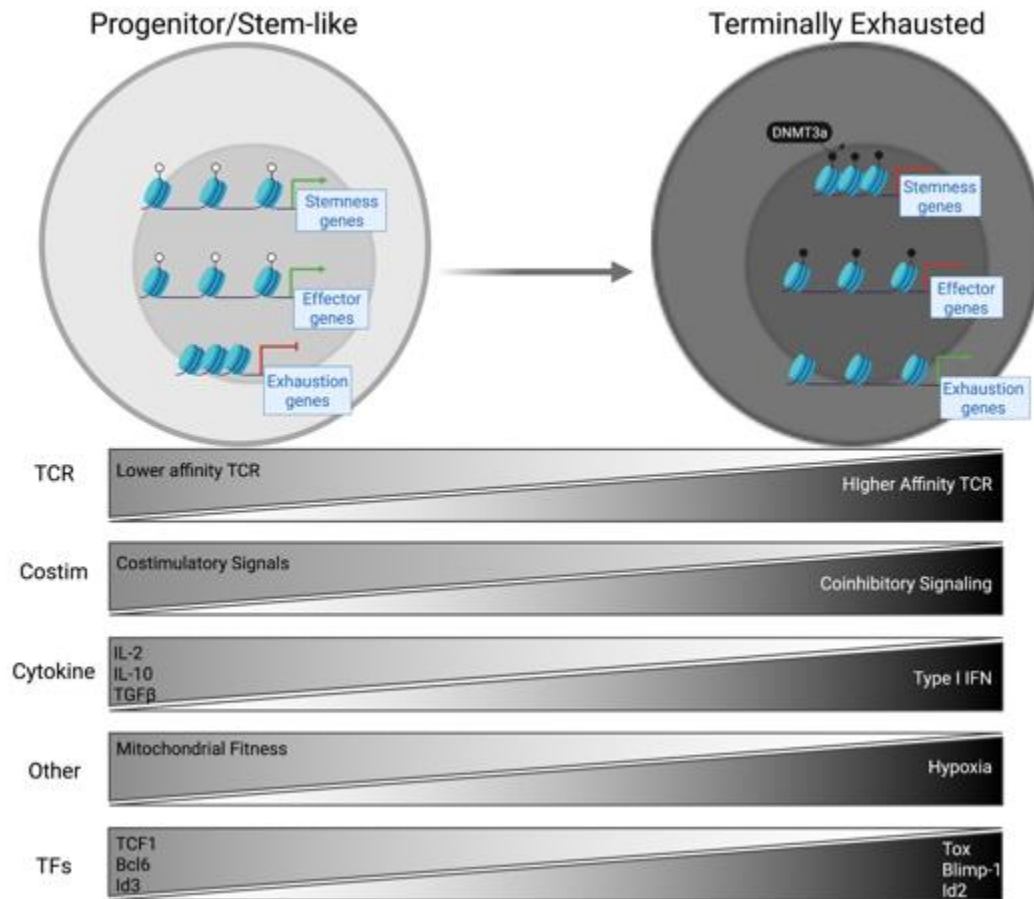 Progenitor/Stem-like
Terminally Exhausted
DNMT3a
Stemness
genes
Stemness
genes
Effector
genes
Effector
genes
Exhaustion
genes
Exhaustion
genes
TCR
Lower affinity TCR
HIgher Affinity TCR
Costim
Costimulatory Signals
Coinhibitory Signaling
Cytokine
IL-2
IL-10
TGFβ
Type I IFN
Other
Mitochondrial Fitness
Hypoxia
TFs
TCF1
Bcl6
Id3
Tox
Blimp-1
Id2